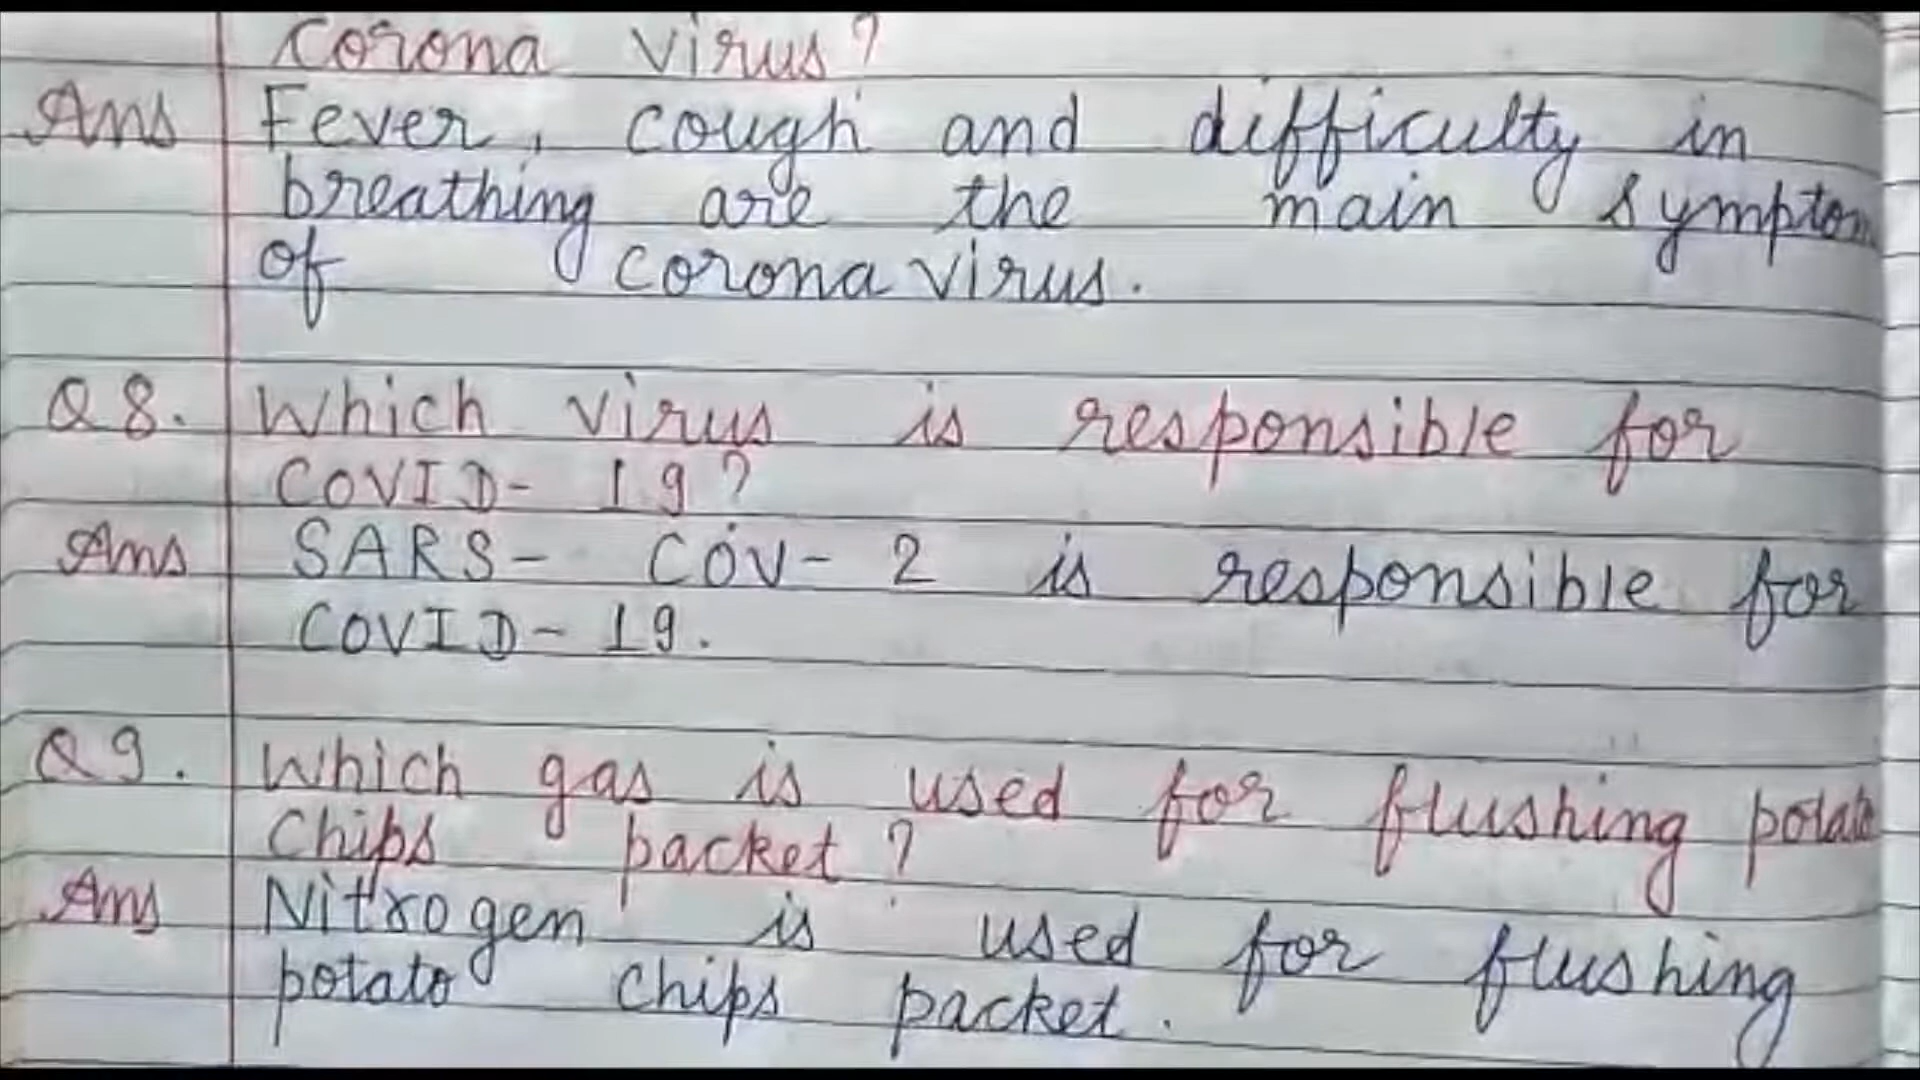 Corona virus?
Ans Fever, cough and difficulty in
breathing are the main symptom
of corona virus.
Q8. Which virus is responsible for
COVID-19?
Ans SARS- COV- 2 is responsible for
COVID-19.
Q9. Which gas is used for flushing potato
Chips packet?
Ans Nitrogen is used for flushing
potato chips packet.